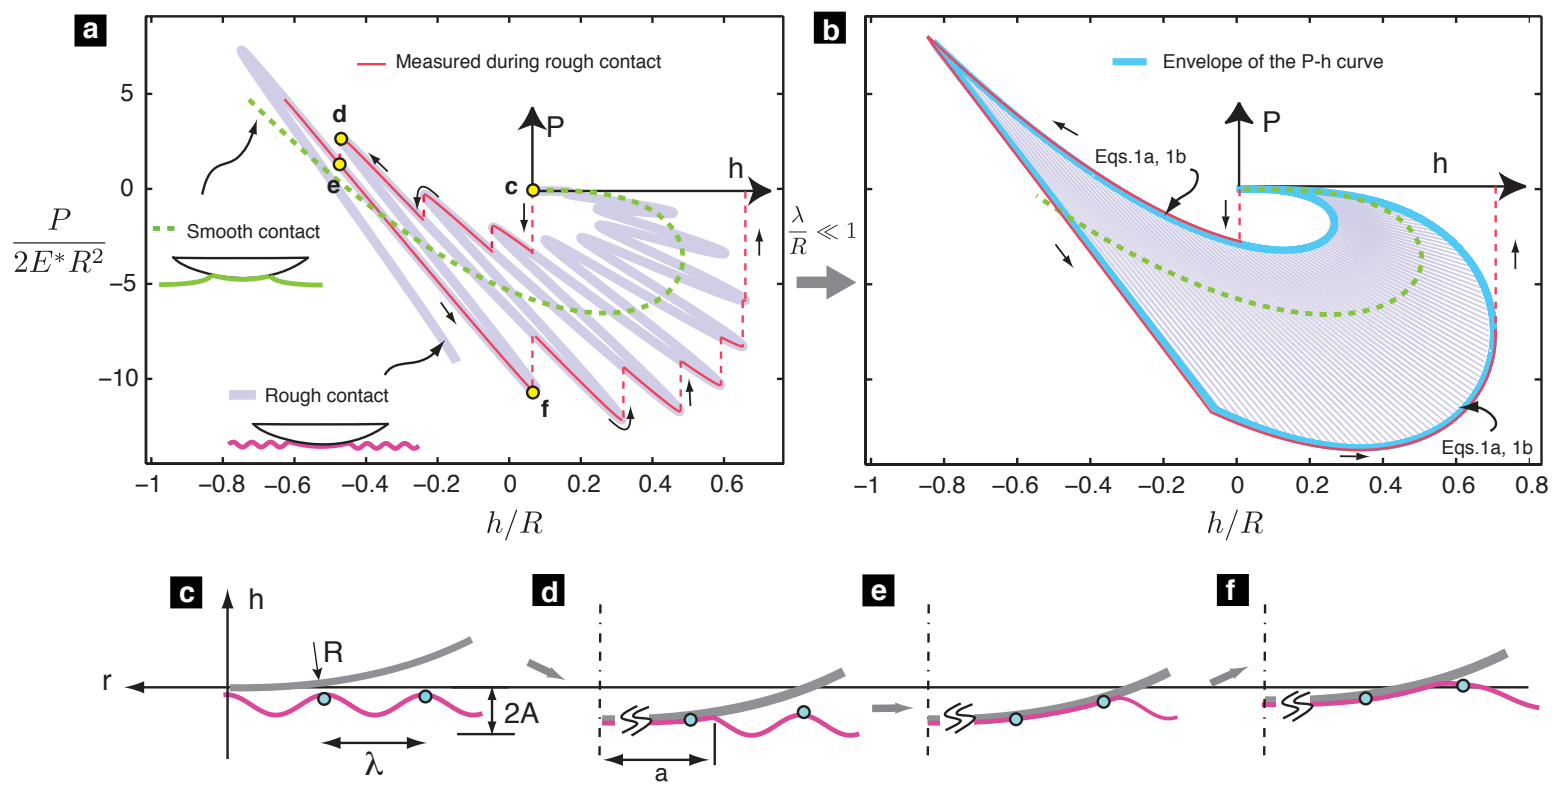 a
Measured during rough contact
5
0
−5
−10
P
2E*R²
d
e
c
P
h
f
Smooth contact
Rough contact
−1 −0.8 −0.6 −0.4 −0.2 0 0.2 0.4 0.6
h/R
λ/R ≪ 1
b
Envelope of the P-h curve
P
h
Eqs.1a, 1b
Eqs.1a, 1b
−1 −0.8 −0.6 −0.4 −0.2 0 0.2 0.4 0.6 0.8
h/R
c
h
R
r
2A
λ
d
a
e
f